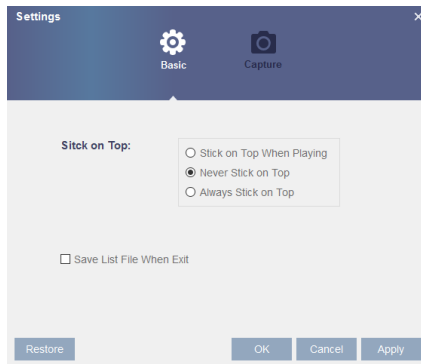 Settings
Basic
Capture
Sitck on Top:
Stick on Top When Playing
Never Stick on Top
Always Stick on Top
Save List File When Exit
Restore
OK
Cancel
Apply